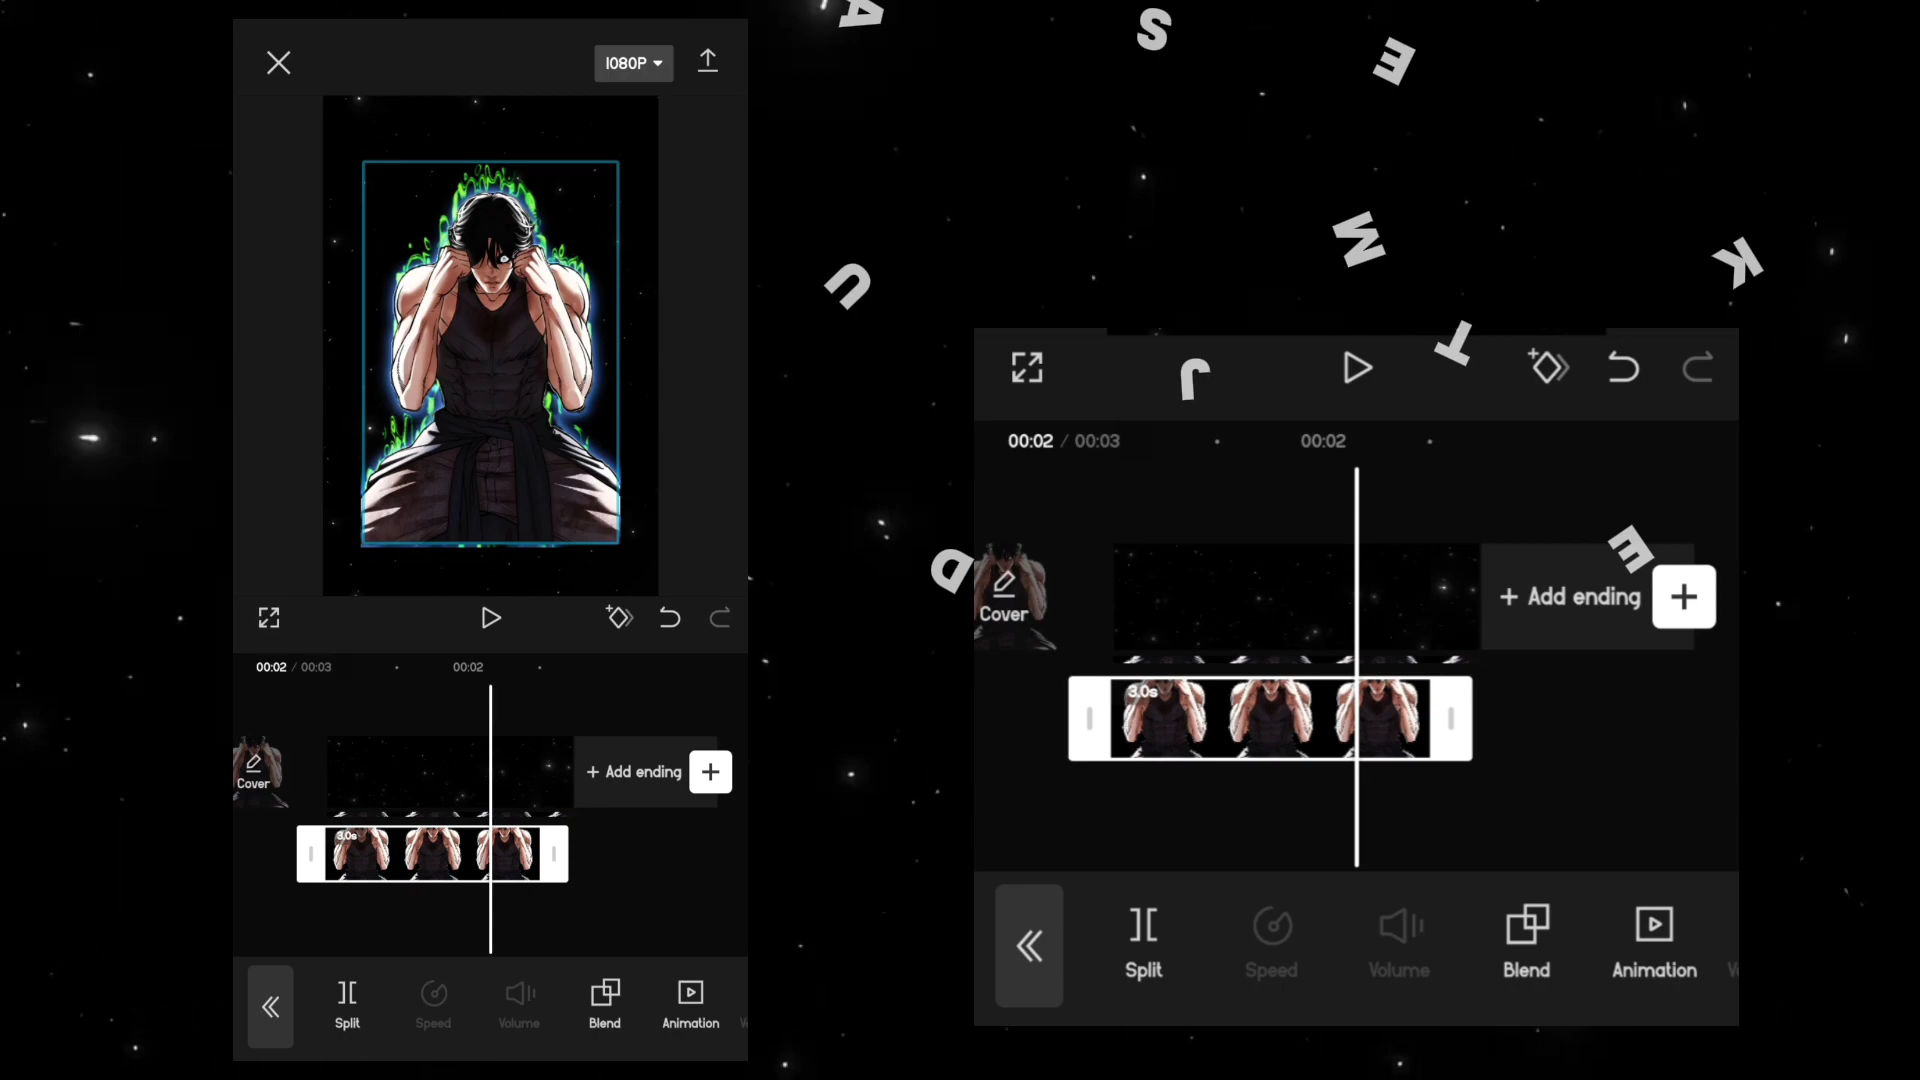 1080P
00:02 / 00:03
00:02
Cover
+ Add ending
+
3.0s
Split
Speed
Volume
Blend
Animation
A
S
E
M
K
U
T
J
D
E
00:02 / 00:03
00:02
Cover
+ Add ending
+
3.0s
Split
Speed
Volume
Blend
Animation